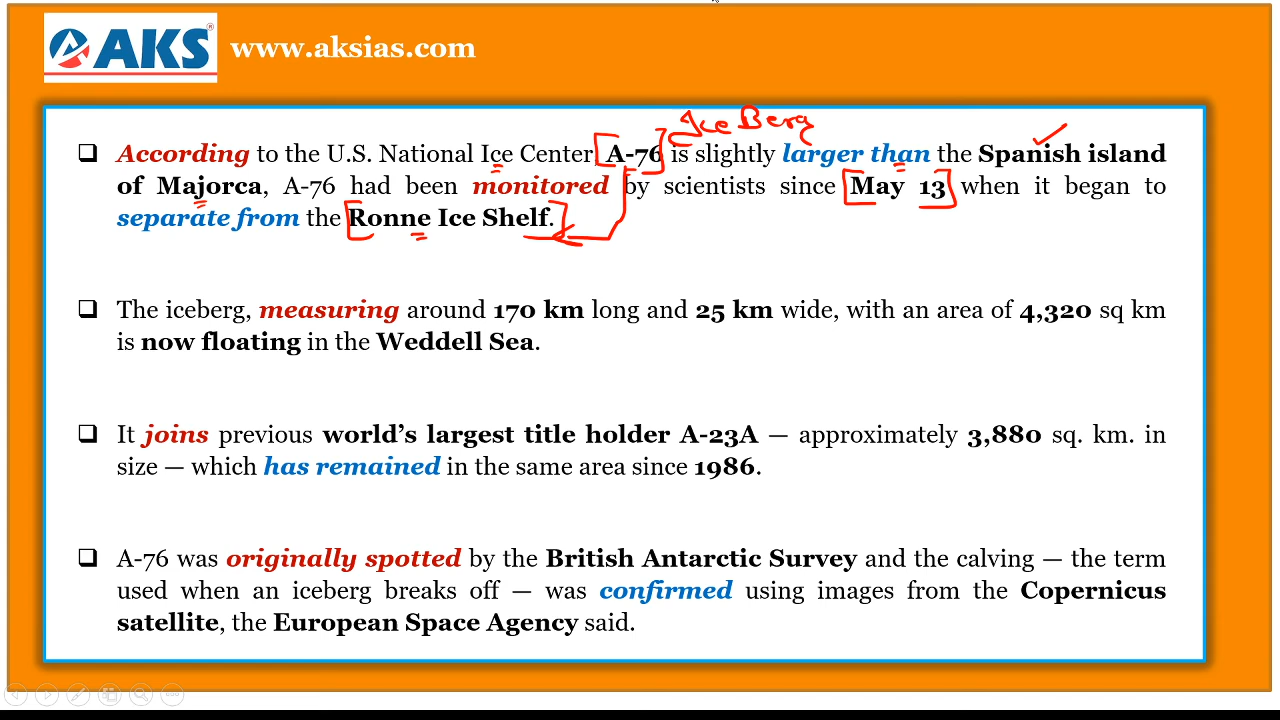 AKS
www.aksias.com
Ice Berg
According to the U.S. National Ice Center, A-76 is slightly larger than the Spanish island
of Majorca, A-76 had been monitored by scientists since May 13 when it began to
separate from the Ronne Ice Shelf.
The iceberg, measuring around 170 km long and 25 km wide, with an area of 4,320 sq km
is now floating in the Weddell Sea.
It joins previous world's largest title holder A-23A — approximately 3,880 sq. km. in
size — which has remained in the same area since 1986.
A-76 was originally spotted by the British Antarctic Survey and the calving — the term
used when an iceberg breaks off — was confirmed using images from the Copernicus
satellite, the European Space Agency said.